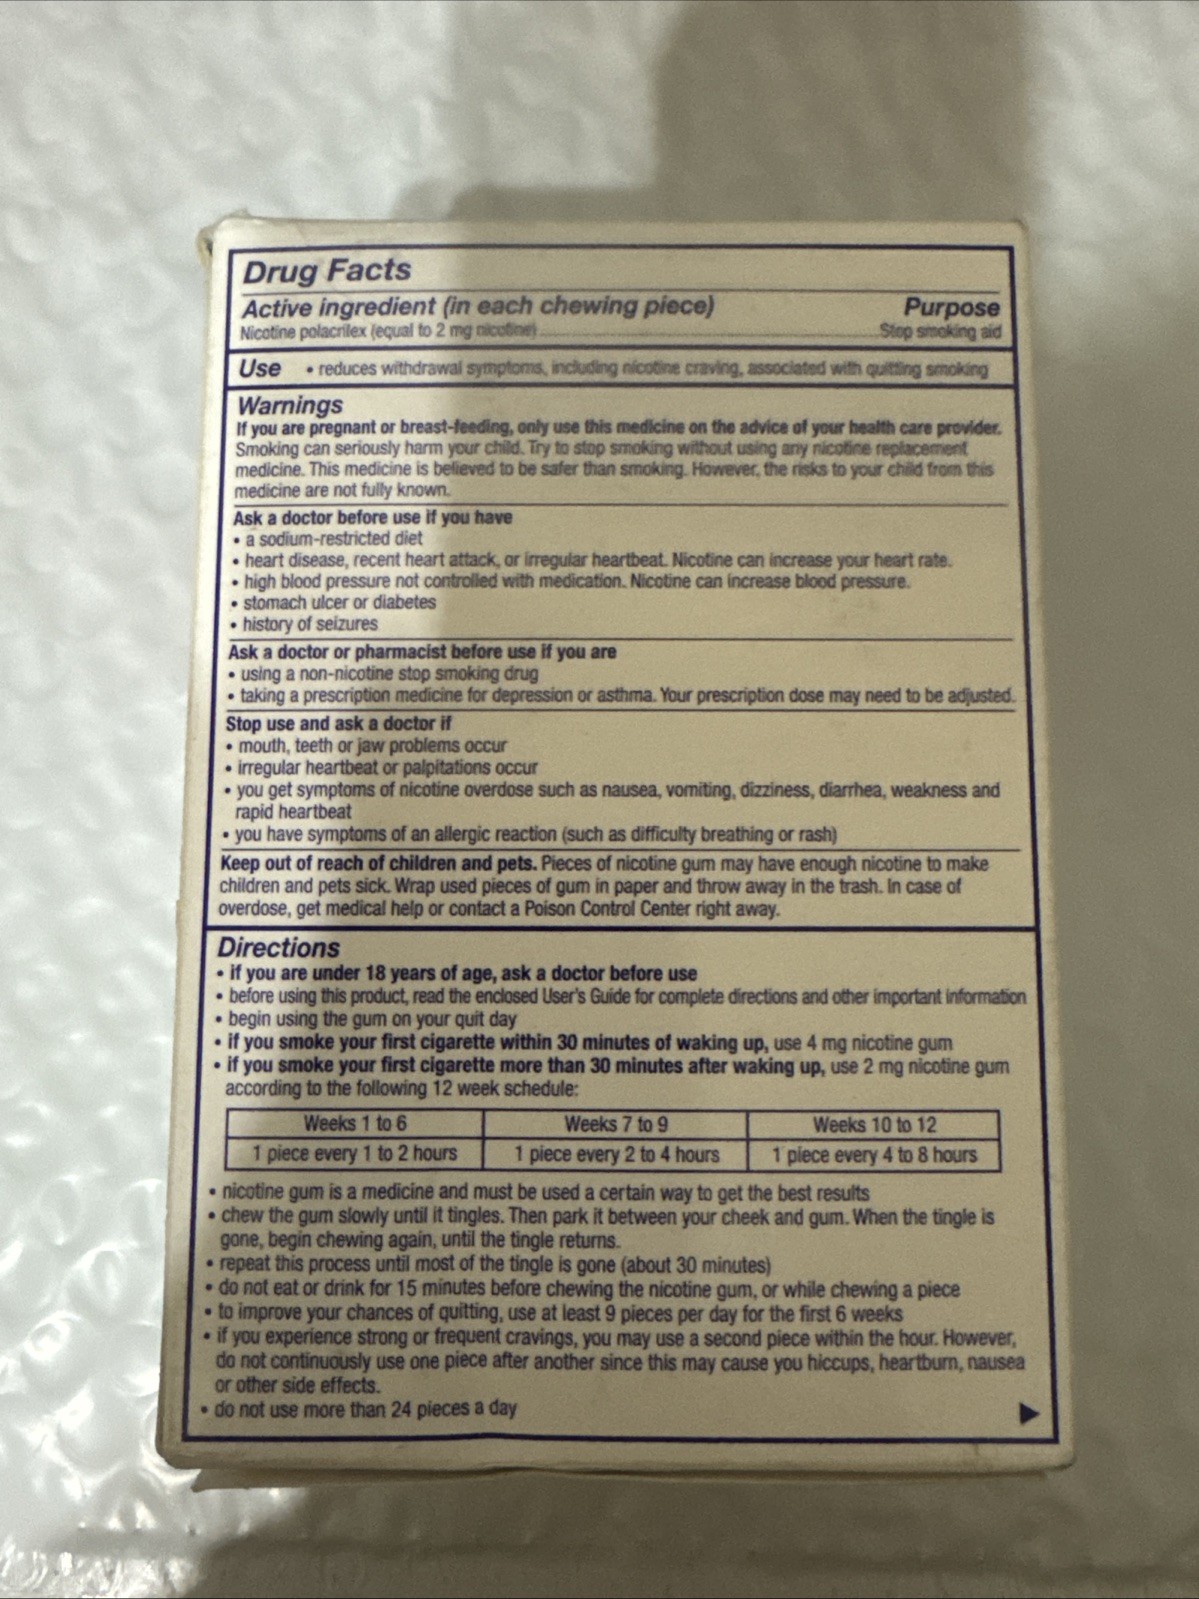 Drug Facts
Active ingredient (in each chewing piece) Purpose
Nicotine polacrilex (equal to 2 mg nicotine) Stop smoking aid
Use • reduces withdrawal symptoms, including nicotine craving, associated with quitting smoking
Warnings
If you are pregnant or breast-feeding, only use this medicine on the advice of your health care provider.
Smoking can seriously harm your child. Try to stop smoking without using any nicotine replacement
medicine. This medicine is believed to be safer than smoking. However, the risks to your child from this
medicine are not fully known.
Ask a doctor before use if you have
• a sodium-restricted diet
• heart disease, recent heart attack, or irregular heartbeat. Nicotine can increase your heart rate.
• high blood pressure not controlled with medication. Nicotine can increase blood pressure.
• stomach ulcer or diabetes
• history of seizures
Ask a doctor or pharmacist before use if you are
• using a non-nicotine stop smoking drug
• taking a prescription medicine for depression or asthma. Your prescription dose may need to be adjusted.
Stop use and ask a doctor if
• mouth, teeth or jaw problems occur
• irregular heartbeat or palpitations occur
• you get symptoms of nicotine overdose such as nausea, vomiting, dizziness, diarrhea, weakness and
rapid heartbeat
• you have symptoms of an allergic reaction (such as difficulty breathing or rash)
Keep out of reach of children and pets. Pieces of nicotine gum may have enough nicotine to make
children and pets sick. Wrap used pieces of gum in paper and throw away in the trash. In case of
overdose, get medical help or contact a Poison Control Center right away.
Directions
• if you are under 18 years of age, ask a doctor before use
• before using this product, read the enclosed User's Guide for complete directions and other important information
• begin using the gum on your quit day
• if you smoke your first cigarette within 30 minutes of waking up, use 4 mg nicotine gum
• if you smoke your first cigarette more than 30 minutes after waking up, use 2 mg nicotine gum
according to the following 12 week schedule:
Weeks 1 to 6 Weeks 7 to 9 Weeks 10 to 12
1 piece every 1 to 2 hours 1 piece every 2 to 4 hours 1 piece every 4 to 8 hours
• nicotine gum is a medicine and must be used a certain way to get the best results
• chew the gum slowly until it tingles. Then park it between your cheek and gum. When the tingle is
gone, begin chewing again, until the tingle returns.
• repeat this process until most of the tingle is gone (about 30 minutes)
• do not eat or drink for 15 minutes before chewing the nicotine gum, or while chewing a piece
• to improve your chances of quitting, use at least 9 pieces per day for the first 6 weeks
• if you experience strong or frequent cravings, you may use a second piece within the hour. However,
do not continuously use one piece after another since this may cause you hiccups, heartburn, nausea
or other side effects.
• do not use more than 24 pieces a day